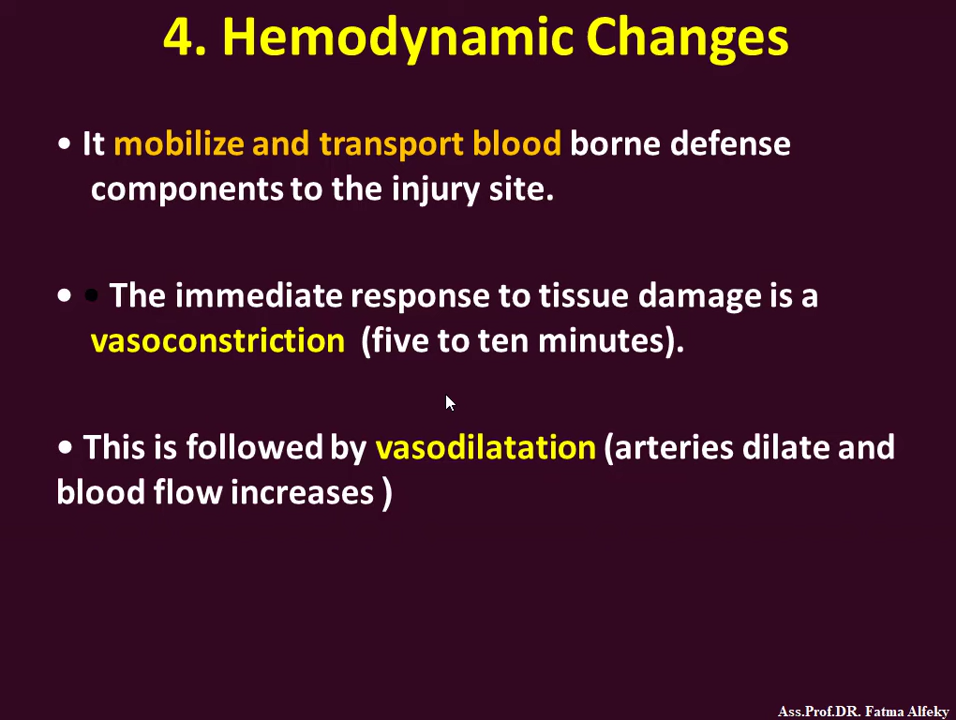 4. Hemodynamic Changes
• It mobilize and transport blood borne defense
components to the injury site.
• • The immediate response to tissue damage is a
vasoconstriction (five to ten minutes).
• This is followed by vasodilatation (arteries dilate and
blood flow increases )
Ass.Prof.DR. Fatma Alfeky